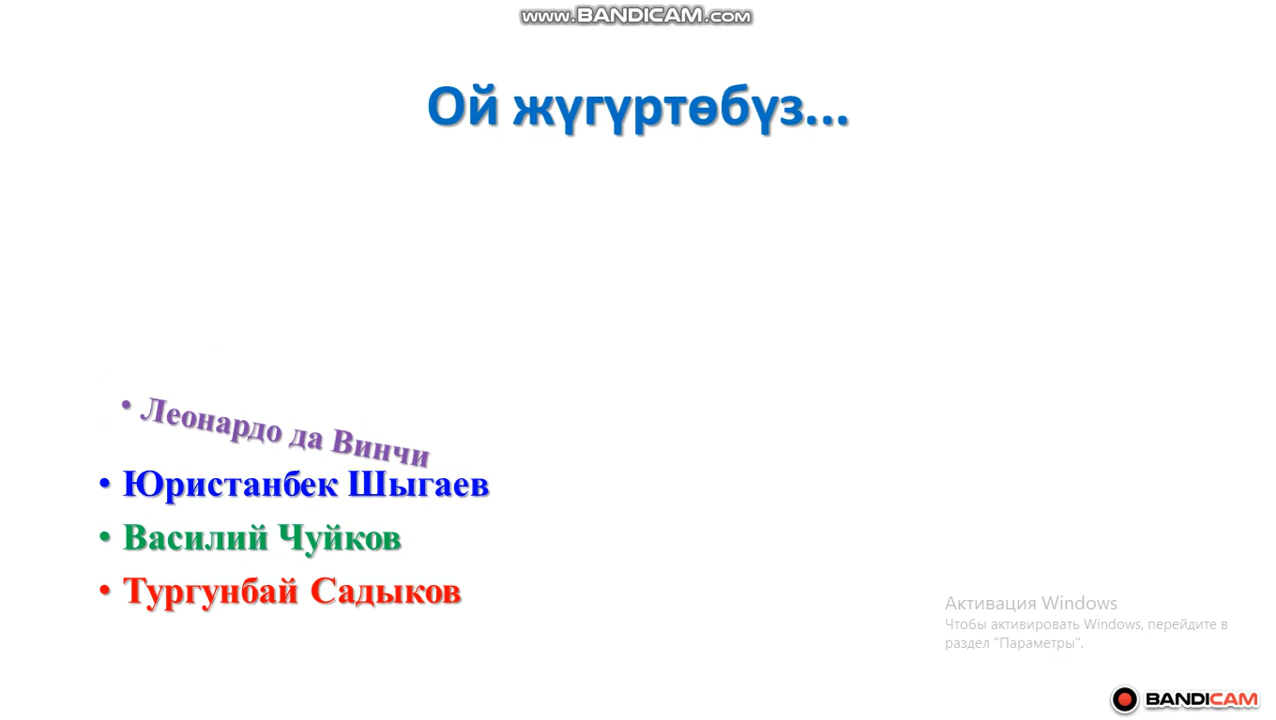 www.BANDICAM.com
Ой жүгүртөбүз...
• Леонардо да Винчи
• Юристанбек Шыгаев
• Василий Чуйков
• Тургунбай Садыков
Активация Windows
Чтобы активировать Windows, перейдите в
раздел "Параметры".
BANDICAM